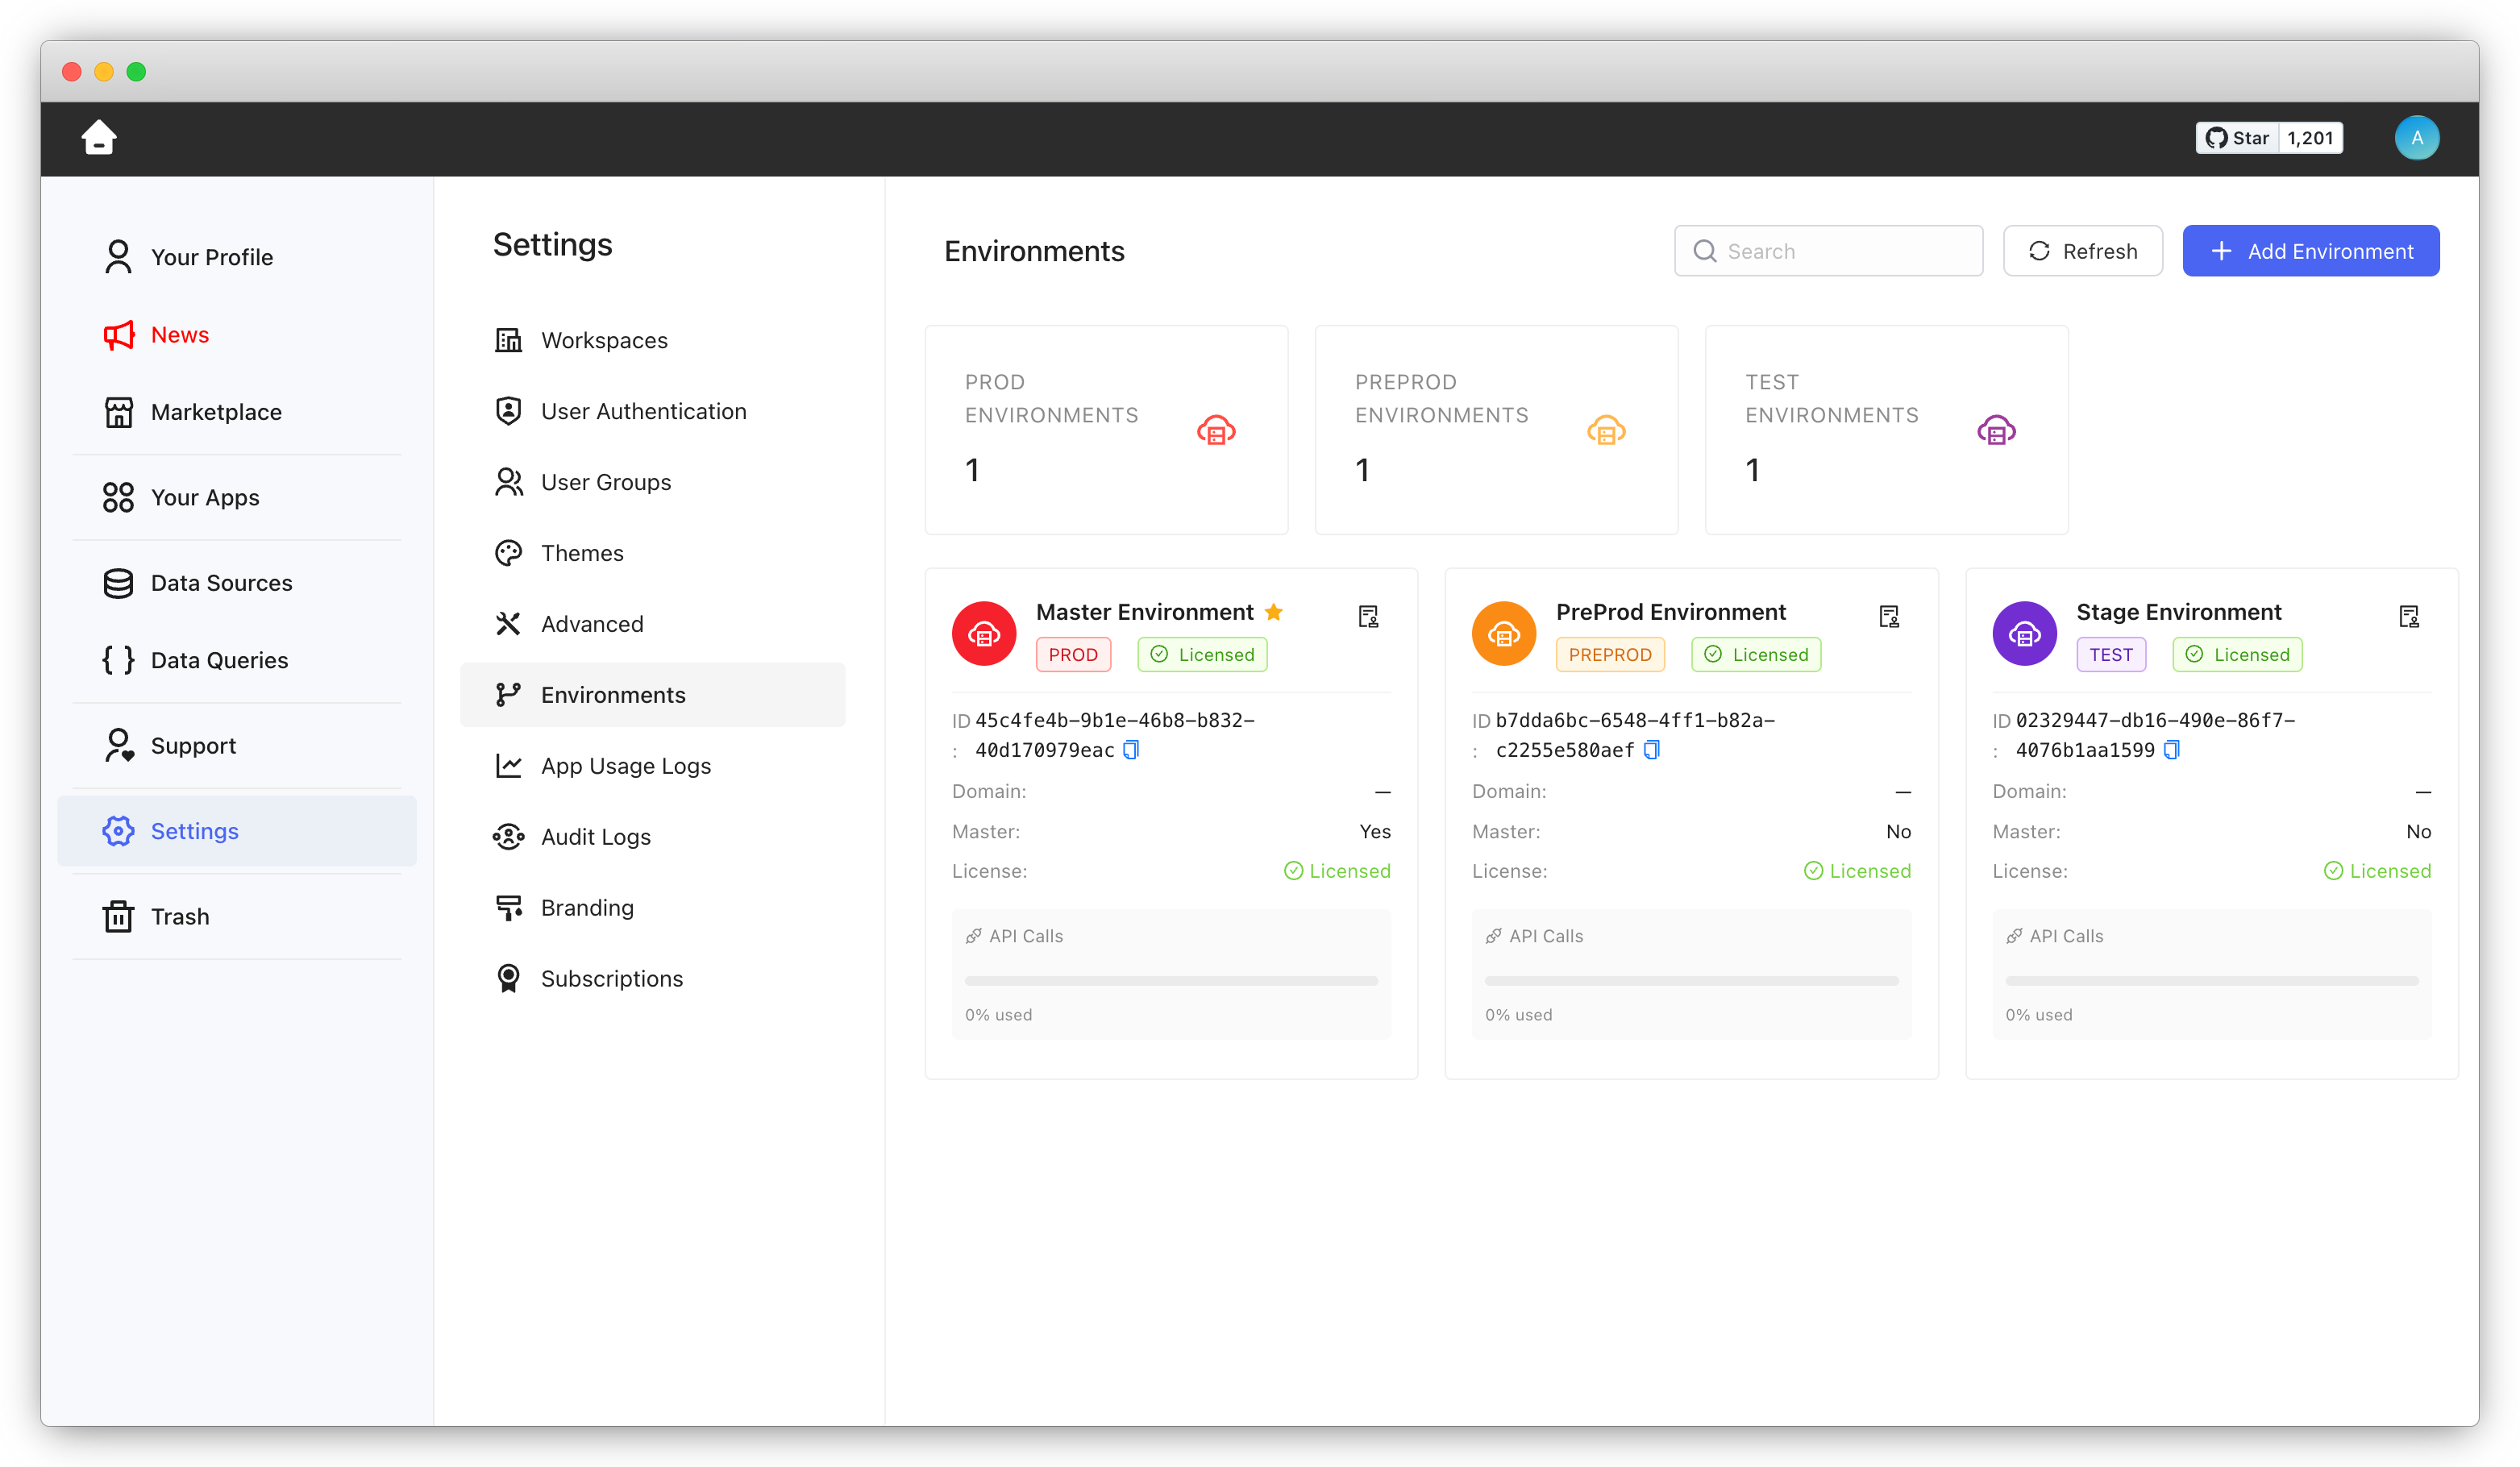 Star 1,201
A
Your Profile
News
Marketplace
Your Apps
Data Sources
Data Queries
Support
Settings
Trash
Settings
Workspaces
User Authentication
User Groups
Themes
Advanced
Environments
App Usage Logs
Audit Logs
Branding
Subscriptions
Environments
Search
Refresh
Add Environment
PROD
ENVIRONMENTS
1
PREPROD
ENVIRONMENTS
1
TEST
ENVIRONMENTS
1
Master Environment
PROD Licensed
ID 45c4fe4b-9b1e-46b8-b832-
: 40d170979eac
Domain: —
Master: Yes
License: Licensed
API Calls
0% used
PreProd Environment
PREPROD Licensed
ID b7dda6bc-6548-4ff1-b82a-
: c2255e580aef
Domain: —
Master: No
License: Licensed
API Calls
0% used
Stage Environment
TEST Licensed
ID 02329447-db16-490e-86f7-
: 4076b1aa1599
Domain: —
Master: No
License: Licensed
API Calls
0% used